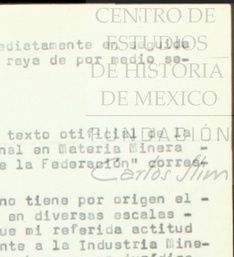 CENTRO DE
ESTUDIOS
DE HISTORIA
DE MEXICO
FUNDACIÓN
Carlos Slim
ediatamente en seguida
raya de por medio se-
texto oficial de la
nal en Materia Minera -
e la Federación" corres-
no tiene por origen el -
en diversas escalas -
ue mi referida actitud
nte a la Industria Mine-